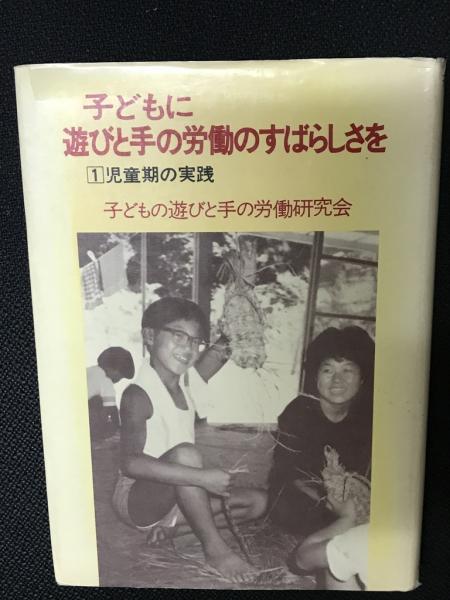 子どもに
遊びと手の労働のすばらしさを
1児童期の実践
子どもの遊びと手の労働研究会